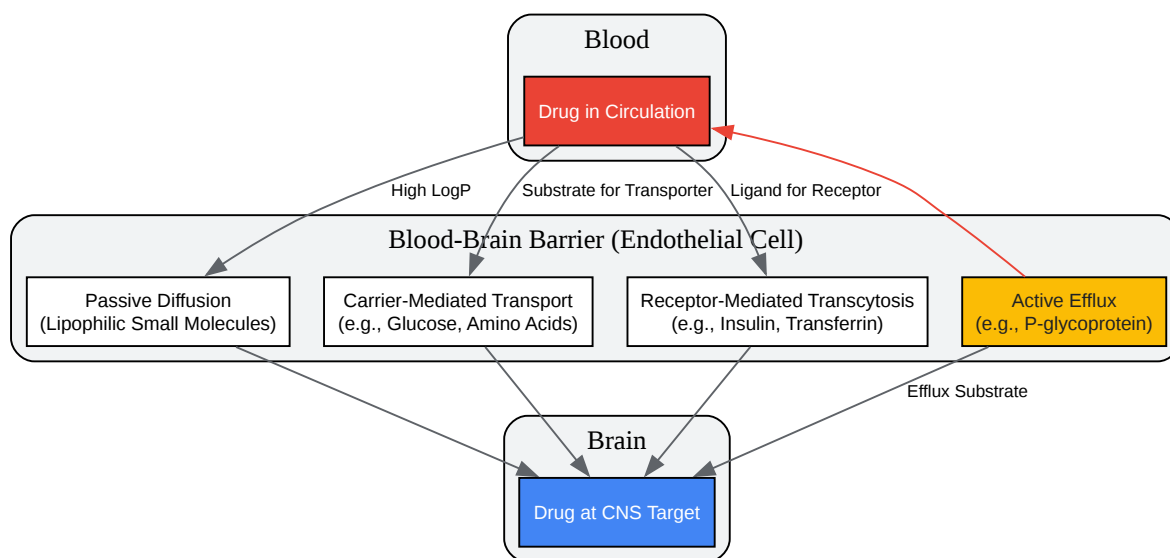 Blood
Drug in Circulation
High LogP
Substrate for Transporter
Ligand for Receptor
Blood-Brain Barrier (Endothelial Cell)
Passive Diffusion
(Lipophilic Small Molecules)
Carrier-Mediated Transport
(e.g., Glucose, Amino Acids)
Receptor-Mediated Transcytosis
(e.g., Insulin, Transferrin)
Active Efflux
(e.g., P-glycoprotein)
Efflux Substrate
Brain
Drug at CNS Target